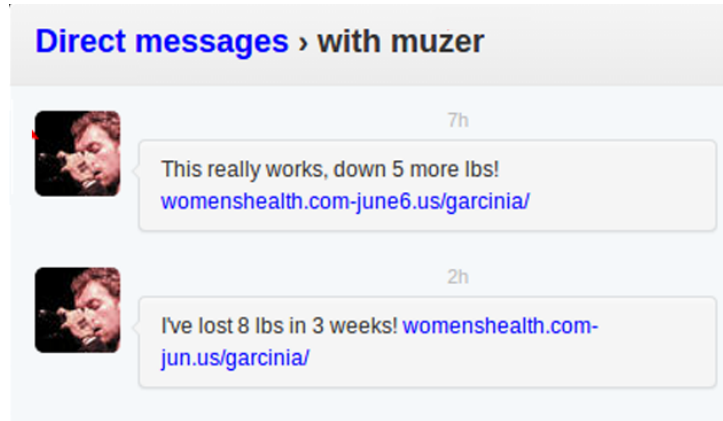 Direct messages › with muzer
7h
This really works, down 5 more lbs!
womenshealth.com-june6.us/garcinia/
2h
I've lost 8 lbs in 3 weeks! womenshealth.com-
jun.us/garcinia/